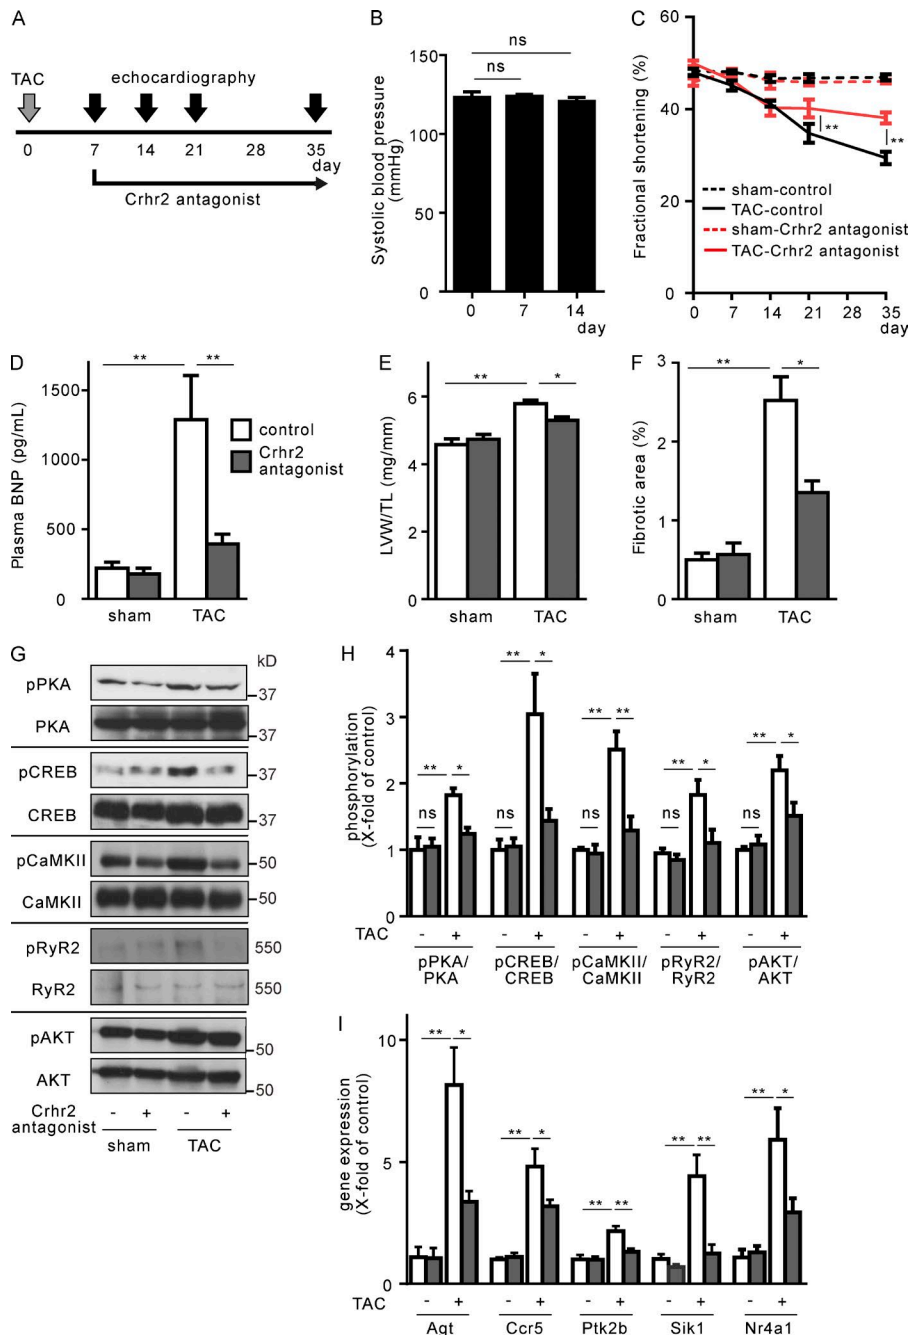 A
TAC
echocardiography
0 7 14 21 28 35
day
Crhr2 antagonist
B
ns
ns
Systolic blood pressure
(mmHg)
150
100
50
0
0 7 14
day
C
Fractional shortening (%)
60
40
20
0
**
**
sham-control
TAC-control
sham-Crhr2 antagonist
TAC-Crhr2 antagonist
0 7 14 21 28 35
day
D
Plasma BNP (pg/mL)
1500
1000
500
0
** **
control
Crhr2
antagonist
sham TAC
E
LVW/TL (mg/mm)
8
6
4
2
0
** *
sham TAC
F
Fibrotic area (%)
3
2
1
0
** *
sham TAC
G
kD
pPKA
37
PKA
37
pCREB
37
CREB
37
pCaMKII
50
CaMKII
50
pRyR2
550
RyR2
550
pAKT
50
AKT
50
Crhr2
antagonist
- + - +
sham TAC
H
phosphorylation
(X-fold of control)
4
3
2
1
0
ns ** *
ns ** *
ns ** **
ns ** *
ns ** *
TAC - + - + - + - + - +
pPKA/
PKA
pCREB/
CREB
pCaMKII/
CaMKII
pRyR2/
RyR2
pAKT/
AKT
I
gene expression
(X-fold of control)
10
5
0
** *
** *
** **
** **
** *
TAC - + - + - + - + - +
Agt Ccr5 Ptk2b Sik1 Nr4a1